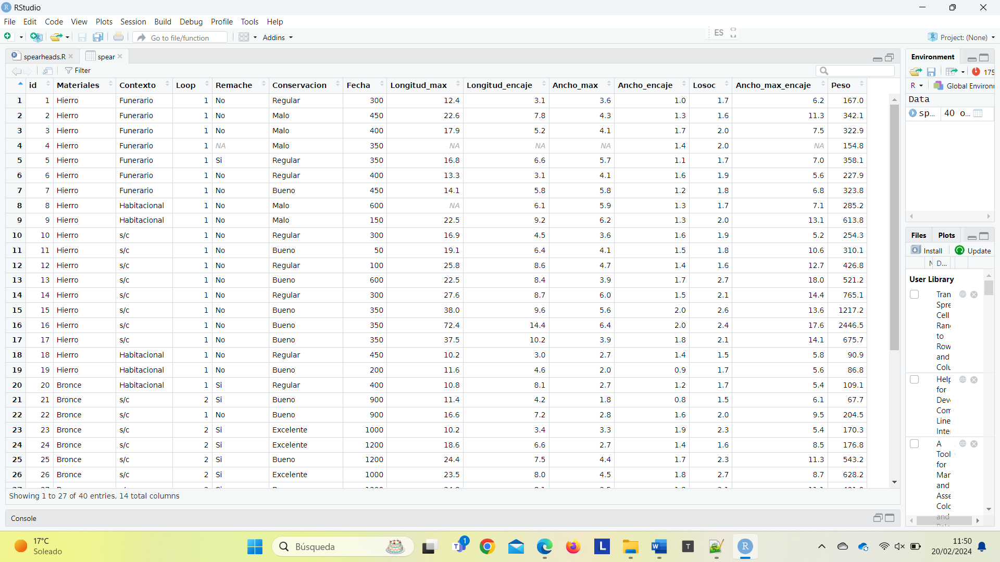 RStudio
File Edit Code View Plots Session Build Debug Profile Tools Help
Go to file/function Addins ES Project: (None)
spearheads.R spear
Filter
id Materiales Contexto Loop Remache Conservacion Fecha Longitud_max Longitud_encaje Ancho_max Ancho_encaje Losoc Ancho_max_encaje Peso
1 1 Hierro Funerario 1 No Regular 300 12.4 3.1 3.6 1.0 1.7 6.2 167.0
2 2 Hierro Funerario 1 No Malo 450 22.6 7.8 4.3 1.3 1.6 11.3 342.1
3 3 Hierro Funerario 1 No Malo 400 17.9 5.2 4.1 1.7 2.0 7.5 322.9
4 4 Hierro Funerario 1 NA Malo 350 NA NA NA 1.4 2.0 NA 154.8
5 5 Hierro Funerario 1 Si Regular 350 16.8 6.6 5.7 1.1 1.7 7.0 358.1
6 6 Hierro Funerario 1 No Regular 400 13.3 3.1 4.1 1.6 1.9 5.6 227.9
7 7 Hierro Funerario 1 No Bueno 450 14.1 5.8 5.8 1.2 1.8 6.8 323.8
8 8 Hierro Habitacional 1 No Malo 600 NA 6.1 5.9 1.3 1.7 7.1 285.2
9 9 Hierro Habitacional 1 No Malo 150 22.5 9.2 6.2 1.3 2.0 13.1 613.8
10 10 Hierro s/c 1 No Regular 300 16.9 4.5 3.6 1.6 1.9 5.2 254.3
11 11 Hierro s/c 1 No Bueno 50 19.1 6.4 4.1 1.5 1.8 10.6 310.1
12 12 Hierro s/c 1 No Regular 100 25.8 8.6 4.7 1.4 1.6 12.7 426.8
13 13 Hierro s/c 1 No Bueno 600 22.5 8.4 3.9 1.7 2.7 18.0 521.2
14 14 Hierro s/c 1 No Regular 300 27.6 8.7 6.0 1.5 2.1 14.4 765.1
15 15 Hierro s/c 1 No Bueno 350 38.0 9.6 5.6 2.0 2.6 13.6 1217.2
16 16 Hierro s/c 1 No Bueno 350 72.4 14.4 6.4 2.0 2.4 17.6 2446.5
17 17 Hierro s/c 1 No Bueno 350 37.5 10.2 3.9 1.8 2.1 14.1 675.7
18 18 Hierro Habitacional 1 No Regular 450 10.2 3.0 2.7 1.4 1.5 5.8 90.9
19 19 Hierro Habitacional 1 No Bueno 200 11.6 4.6 2.0 0.9 1.7 5.6 86.8
20 20 Bronce Habitacional 1 Si Regular 400 10.8 8.1 2.7 1.2 1.7 5.4 109.1
21 21 Bronce s/c 2 Si Bueno 900 11.4 4.2 1.8 0.8 1.5 6.1 67.7
22 22 Bronce s/c 1 No Bueno 900 16.6 7.2 2.8 1.6 2.0 9.5 204.5
23 23 Bronce s/c 2 Si Excelente 1000 10.2 3.4 3.3 1.9 2.3 5.4 170.3
24 24 Bronce s/c 2 Si Excelente 1200 18.6 6.6 2.7 1.4 1.6 8.5 176.8
25 25 Bronce s/c 2 Si Bueno 1200 24.4 7.5 4.4 1.7 2.3 11.3 543.2
26 26 Bronce s/c 2 Si Excelente 1000 23.5 8.0 4.5 1.8 2.7 8.7 628.2
Showing 1 to 27 of 40 entries, 14 total columns
Console
Environment
175
R Global Environ
Data
sp... 40 o...
Files Plots
Install Update
N D...
User Library
Tran
Spre
Cell
Ran
to
Row
and
Colu
Help
for
Dev
Com
Line
Inte
A
Tool
for
Mar
and
Asse
Colo
and
17°C
Soleado
Búsqueda
1
11:50
20/02/2024